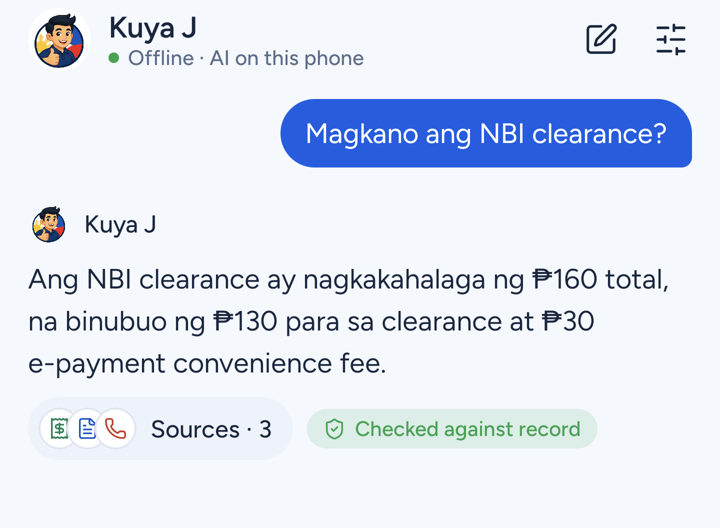 Kuya J
Offline · AI on this phone
Magkano ang NBI clearance?
Kuya J
Ang NBI clearance ay nagkakahalaga ng ₱160 total,
na binubuo ng ₱130 para sa clearance at ₱30
e-payment convenience fee.
Sources · 3
Checked against record